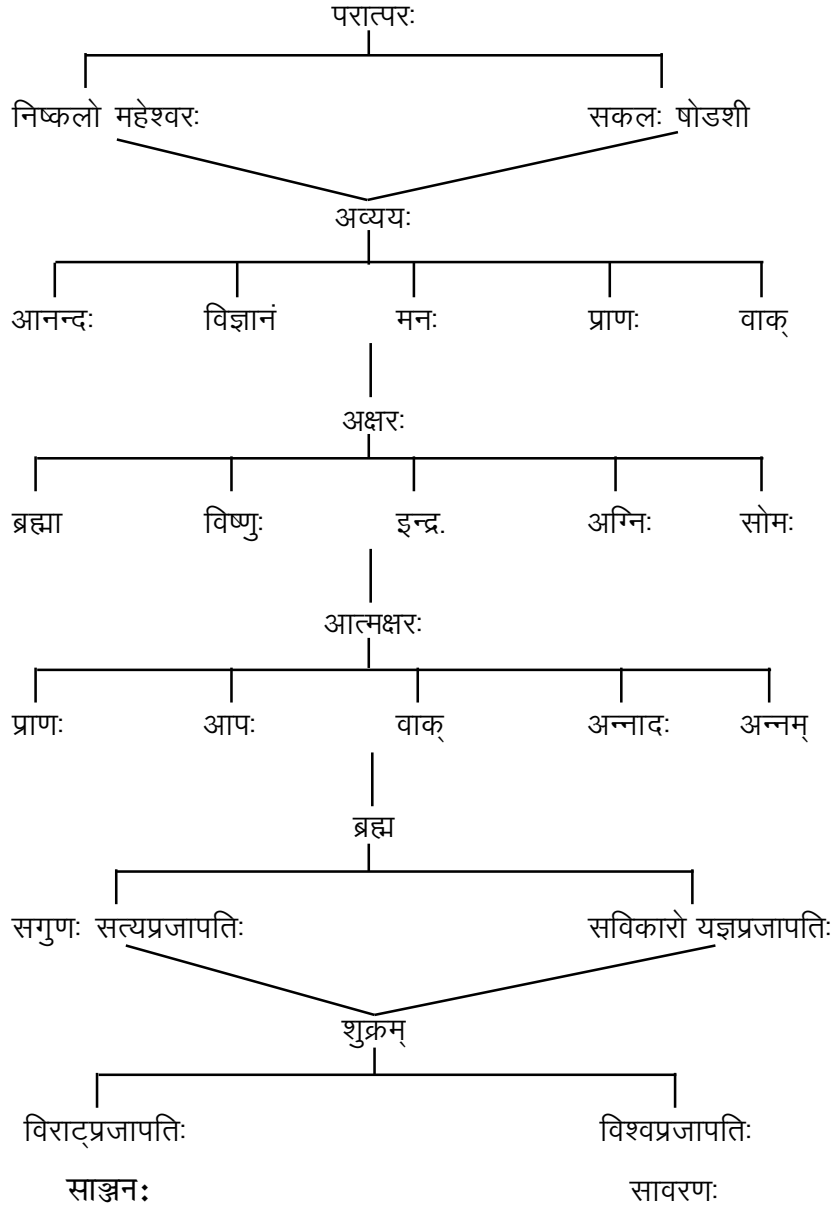 परात्परः
निष्कलो महेश्वरः सकलः षोडशी
अव्ययः
आनन्दः विज्ञानं मनः प्राणः वाक्
अक्षरः
ब्रह्मा विष्णुः इन्द्र. अग्निः सोमः
आत्मक्षरः
प्राणः आपः वाक् अन्नादः अन्नम्
ब्रह्म
सगुणः सत्यप्रजापतिः सविकारो यज्ञप्रजापतिः
शुक्रम्
विराट्प्रजापतिः विश्वप्रजापतिः
साञ्जनः सावरणः